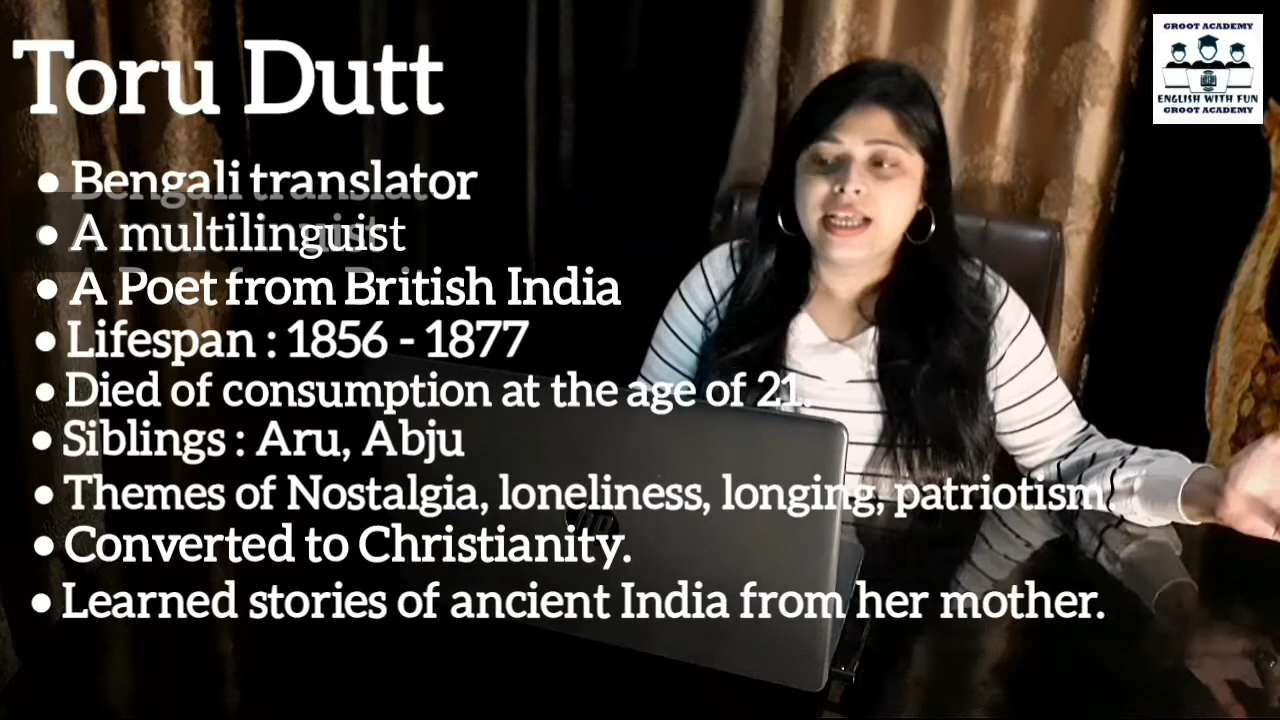 Toru Dutt
• Bengali translator
• A multilinguist
• A Poet from British India
• Lifespan : 1856 - 1877
• Died of consumption at the age of 21.
• Siblings : Aru, Abju
• Themes of Nostalgia, loneliness, longing, patriotism.
• Converted to Christianity.
• Learned stories of ancient India from her mother.
GROOT ACADEMY
ENGLISH WITH FUN
GROOT ACADEMY
hp